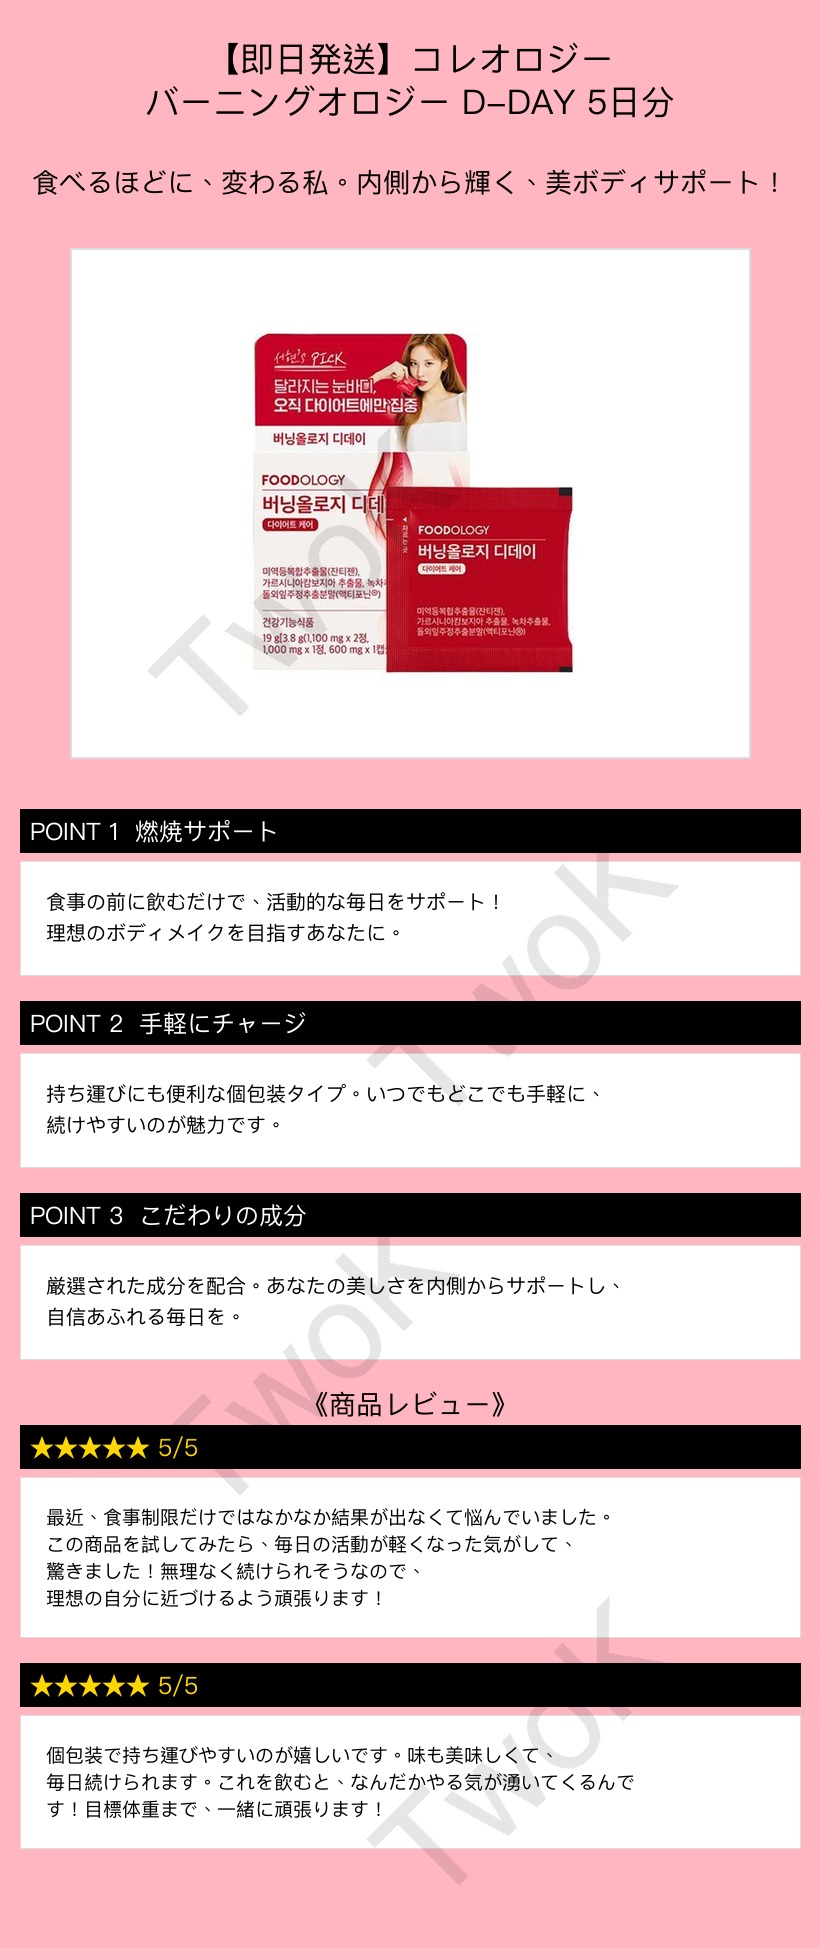 【即日発送】コレオロジー
バーニングオロジー D-DAY 5日分
食べるほどに、変わる私。内側から輝く、美ボディサポート！
서현's PICK
달라지는 눈바디,
오직 다이어트에만 집중
버닝올로지 디데이
FOODOLOGY
버닝올로지 디데
다이어트 케어
미역등복합추출물(잔티젠),
가르시니아캄보지아 추출물, 녹차
돌외잎주정추출분말(액티포닌®)
건강기능식품
19 g[3.8 g(1,100 mg x 2정,
1,000 mg x 1정, 600 mg x 1캡
◀자르는 곳
FOODOLOGY
버닝올로지 디데이
다이어트 케어
미역등복합추출물(잔티젠),
가르시니아캄보지아 추출물, 녹차추출물,
돌외잎주정추출분말(액티포닌®)
TwoK
POINT 1 燃焼サポート
食事の前に飲むだけで、活動的な毎日をサポート！
理想のボディメイクを目指すあなたに。
TwoK
POINT 2 手軽にチャージ
持ち運びにも便利な個包装タイプ。いつでもどこでも手軽に、
続けやすいのが魅力です。
POINT 3 こだわりの成分
厳選された成分を配合。あなたの美しさを内側からサポートし、
自信あふれる毎日を。
TwoK
《商品レビュー》
★★★★★ 5/5
最近、食事制限だけではなかなか結果が出なくて悩んでいました。
この商品を試してみたら、毎日の活動が軽くなった気がして、
驚きました！無理なく続けられそうなので、
理想の自分に近づけるよう頑張ります！
★★★★★ 5/5
個包装で持ち運びやすいのが嬉しいです。味も美味しくて、
毎日続けられます。これを飲むと、なんだかやる気が湧いてくるんで
す！目標体重まで、一緒に頑張ります！
TwoK